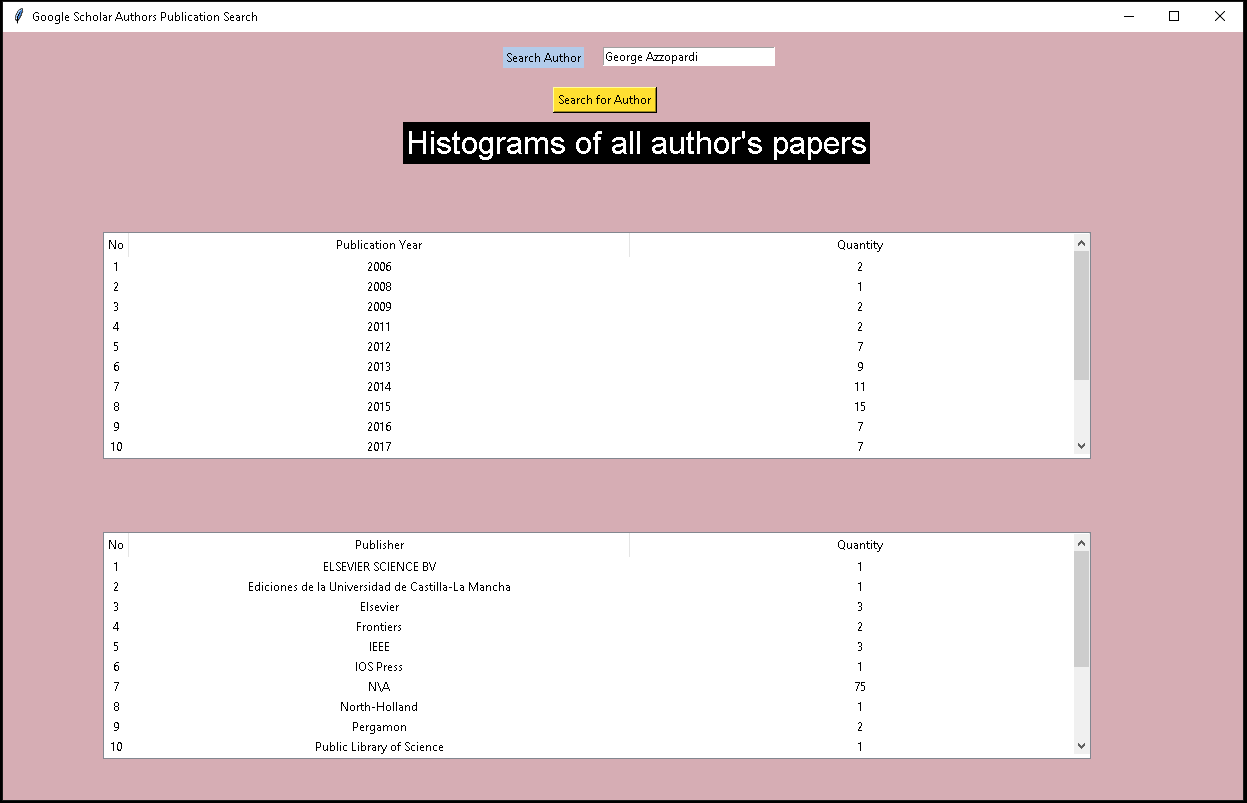 Google Scholar Authors Publication Search
Search Author George Azzopardi
Search for Author
Histograms of all author's papers
No Publication Year Quantity
1 2006 2
2 2008 1
3 2009 2
4 2011 2
5 2012 7
6 2013 9
7 2014 11
8 2015 15
9 2016 7
10 2017 7
No Publisher Quantity
1 ELSEVIER SCIENCE BV 1
2 Ediciones de la Universidad de Castilla-La Mancha 1
3 Elsevier 3
4 Frontiers 2
5 IEEE 3
6 IOS Press 1
7 N\A 75
8 North-Holland 1
9 Pergamon 2
10 Public Library of Science 1